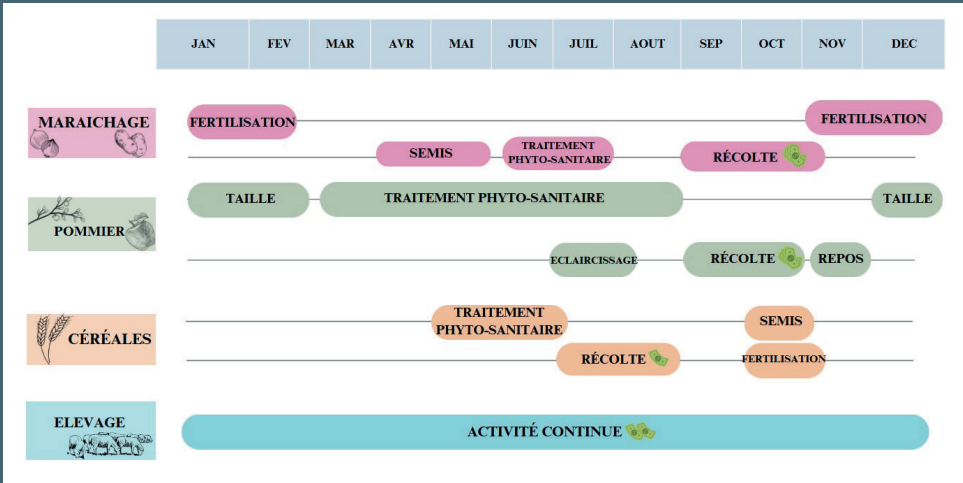 JAN FEV MAR AVR MAI JUIN JUIL AOUT SEP OCT NOV DEC
MARAICHAGE
FERTILISATION
FERTILISATION
SEMIS
TRAITEMENT
PHYTO-SANITAIRE
RÉCOLTE
POMMIER
TAILLE
TRAITEMENT PHYTO-SANITAIRE
TAILLE
ECLAIRCISSAGE
RÉCOLTE
REPOS
CÉRÉALES
TRAITEMENT
PHYTO-SANITAIRE
SEMIS
RÉCOLTE
FERTILISATION
ELEVAGE
ACTIVITÉ CONTINUE